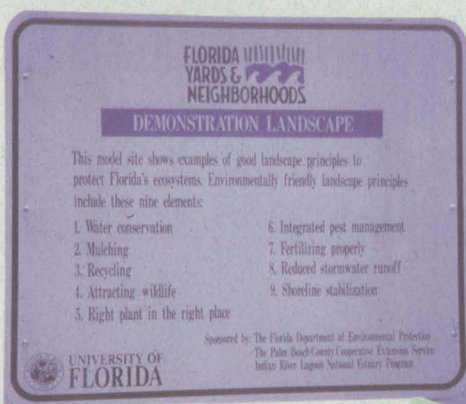 FLORIDA
YARDS &
NEIGHBORHOODS
DEMONSTRATION LANDSCAPE
This model site shows examples of good landscape principles to
protect Florida's ecosystems. Environmentally friendly landscape principles
include these nine elements:
1. Water conservation
2. Mulching
3. Recycling
4. Attracting wildlife
5. Right plant in the right place
6. Integrated pest management
7. Fertilizing properly
8. Reduced stormwater runoff
9. Shoreline stabilization
Sponsored by: The Florida Department of Environmental Protection
The Palm Beach County Cooperative Extension Service
Indian River Lagoon National Estuary Program
UNIVERSITY OF
FLORIDA